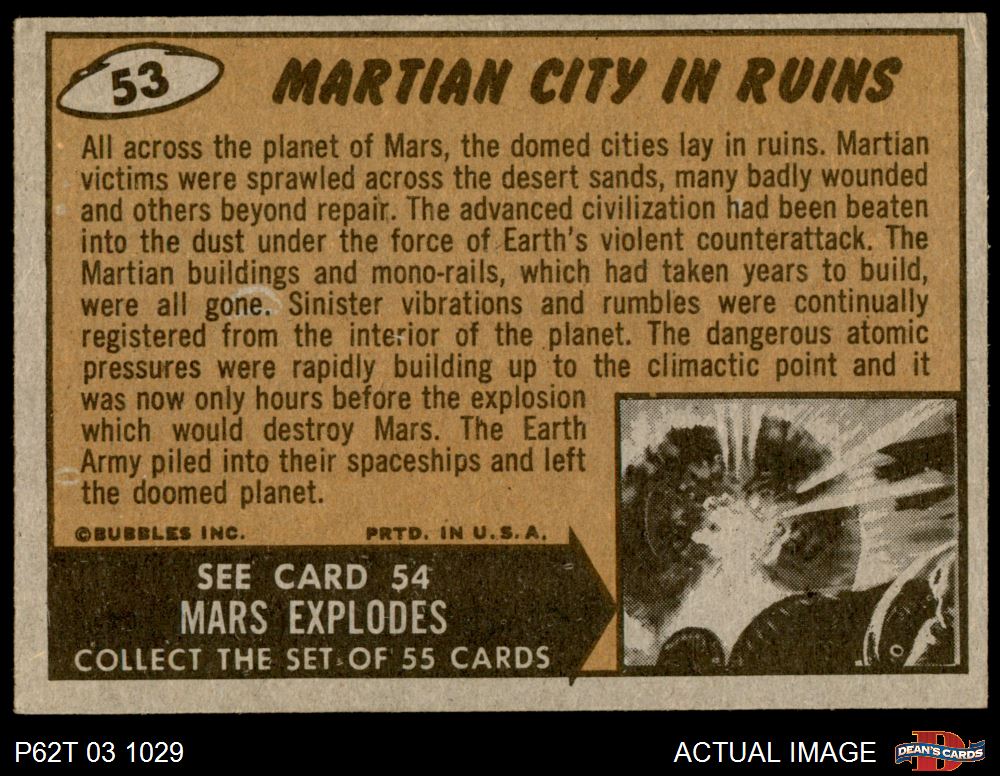 53
MARTIAN CITY IN RUINS
All across the planet of Mars, the domed cities lay in ruins. Martian
victims were sprawled across the desert sands, many badly wounded
and others beyond repair. The advanced civilization had been beaten
into the dust under the force of Earth's violent counterattack. The
Martian buildings and mono-rails, which had taken years to build,
were all gone. Sinister vibrations and rumbles were continually
registered from the interior of the planet. The dangerous atomic
pressures were rapidly building up to the climactic point and it
was now only hours before the explosion
which would destroy Mars. The Earth
Army piled into their spaceships and left
the doomed planet.
©BUBBLES INC. PRTD. IN U.S.A.
SEE CARD 54
MARS EXPLODES
COLLECT THE SET OF 55 CARDS
P62T 03 1029
ACTUAL IMAGE
DEAN'S CARDS